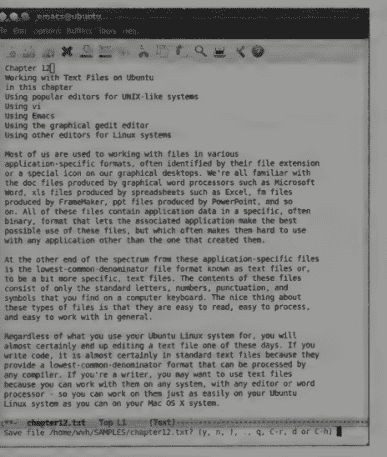 emacs@ubuntu
File Edit Options Buffers Tools Help
Chapter 12
Working with Text Files on Ubuntu
in this chapter
Using popular editors for UNIX-like systems
Using vi
Using Emacs
Using the graphical gedit editor
Using other editors for Linux systems
Most of us are used to working with files in various
application-specific formats, often identified by their file extension
or a special icon on our graphical desktops. We're all familiar with
the doc files produced by graphical word processors such as Microsoft
Word, xls files produced by spreadsheets such as Excel, fm files
produced by FrameMaker, ppt files produced by PowerPoint, and so
on. All of these files contain application data in a specific, often
binary, format that lets the associated application make the best
possible use of these files, but which often makes them hard to use
with any application other than the one that created them.
At the other end of the spectrum from these application-specific files
is the lowest-common-denominator file format known as text files or,
to be a bit more specific, text files. The contents of these files
consist of only the standard letters, numbers, punctuation, and
symbols that you find on a computer keyboard. The nice thing about
these types of files is that they are easy to read, easy to process,
and easy to work with in general.
Regardless of what you use your Ubuntu Linux system for, you will
almost certainly end up editing a text file one of these days. If you
write code, it is almost certainly in standard text files because they
provide a lowest-common-denominator format that can be processed by
any compiler. If you're a writer, you may want to use text files
because you can work with them on any system, with any editor or word
processor - so you can work on them just as easily on your Ubuntu
Linux system as you can on your Mac OS X system.
-:**- chapter12.txt Top L1 (Text)
Save file /home/wvh/SAMPLES/chapter12.txt? (y, n, !, ., q, C-r, d or C-h)